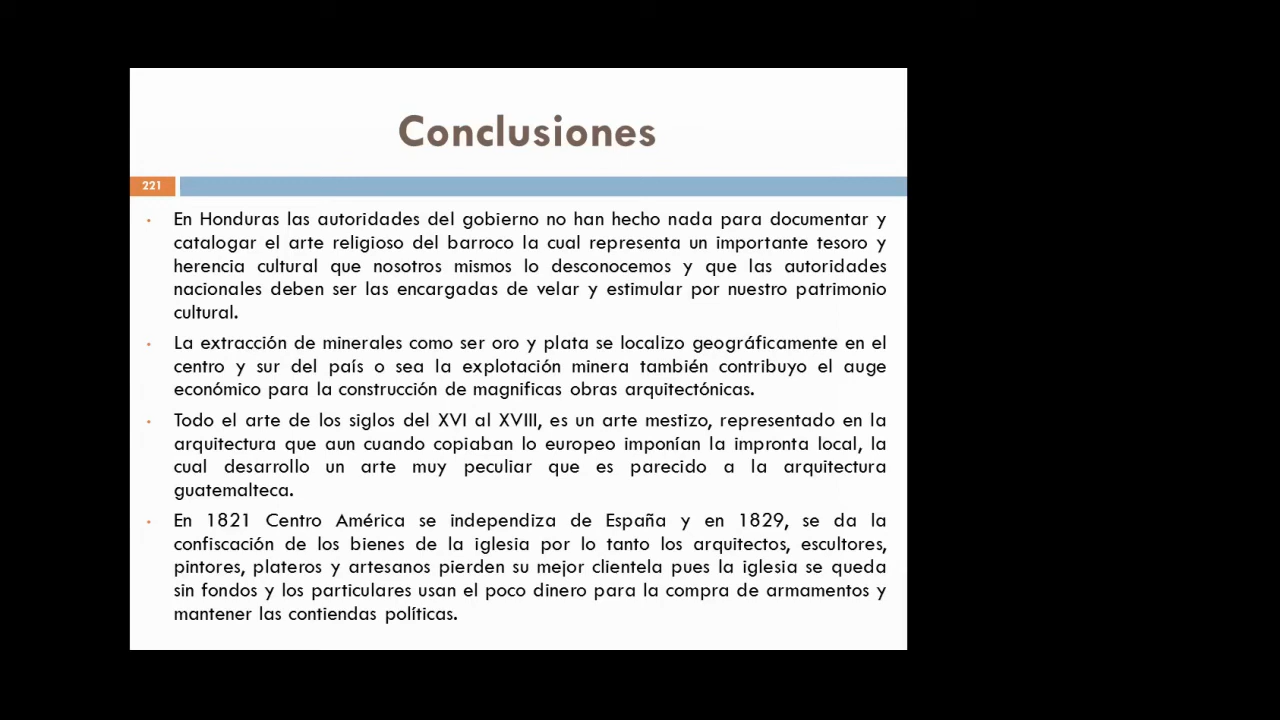 Conclusiones
221
• En Honduras las autoridades del gobierno no han hecho nada para documentar y
catalogar el arte religioso del barroco la cual representa un importante tesoro y
herencia cultural que nosotros mismos lo desconocemos y que las autoridades
nacionales deben ser las encargadas de velar y estimular por nuestro patrimonio
cultural.
• La extracción de minerales como ser oro y plata se localizo geográficamente en el
centro y sur del país o sea la explotación minera también contribuyo el auge
económico para la construcción de magnificas obras arquitectónicas.
• Todo el arte de los siglos del XVI al XVIII, es un arte mestizo, representado en la
arquitectura que aun cuando copiaban lo europeo imponían la impronta local, la
cual desarrollo un arte muy peculiar que es parecido a la arquitectura
guatemalteca.
• En 1821 Centro América se independiza de España y en 1829, se da la
confiscación de los bienes de la iglesia por lo tanto los arquitectos, escultores,
pintores, plateros y artesanos pierden su mejor clientela pues la iglesia se queda
sin fondos y los particulares usan el poco dinero para la compra de armamentos y
mantener las contiendas políticas.